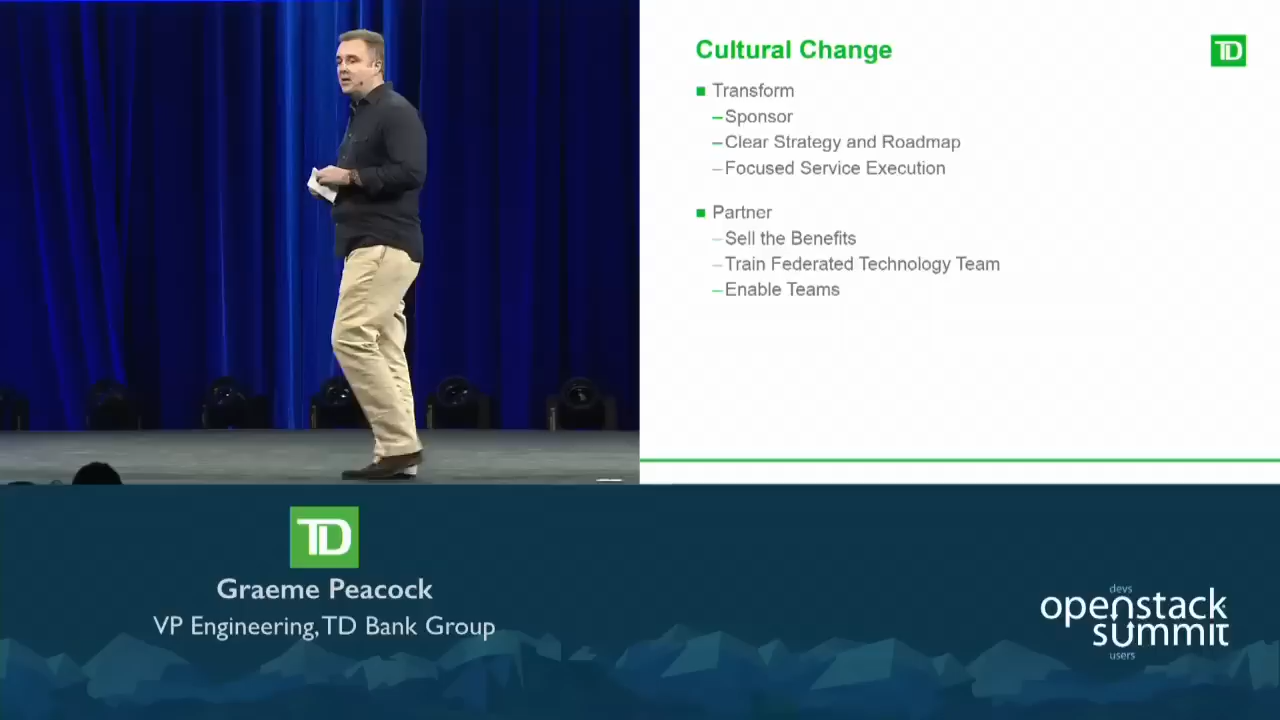 Cultural Change
TD
Transform
–Sponsor
–Clear Strategy and Roadmap
–Focused Service Execution
Partner
–Sell the Benefits
–Train Federated Technology Team
–Enable Teams
TD
Graeme Peacock
VP Engineering, TD Bank Group
devs
openstack
summit
users